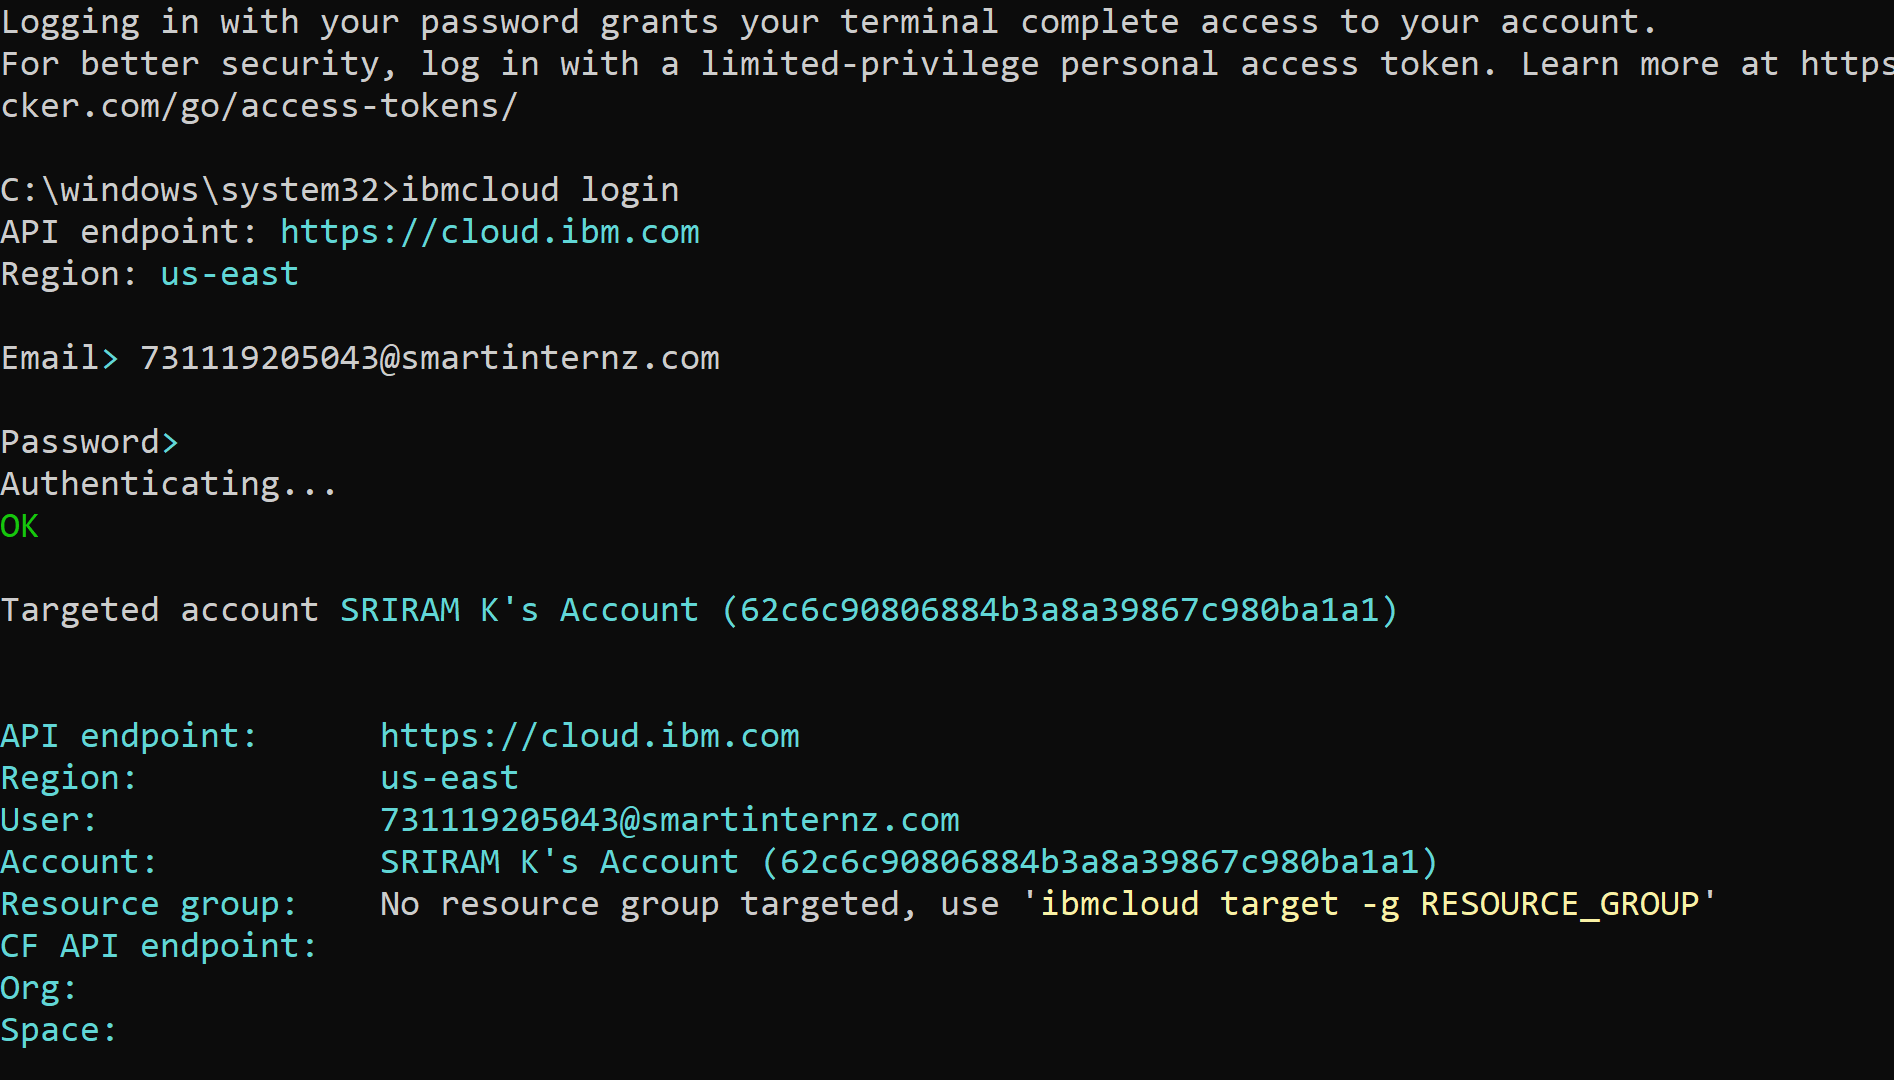 Logging in with your password grants your terminal complete access to your account.
For better security, log in with a limited-privilege personal access token. Learn more at https
cker.com/go/access-tokens/
C:\windows\system32>ibmcloud login
API endpoint: https://cloud.ibm.com
Region: us-east
Email> 731119205043@smartinternz.com
Password>
Authenticating...
OK
Targeted account SRIRAM K's Account (62c6c90806884b3a8a39867c980ba1a1)
API endpoint:      https://cloud.ibm.com
Region:            us-east
User:              731119205043@smartinternz.com
Account:           SRIRAM K's Account (62c6c90806884b3a8a39867c980ba1a1)
Resource group:    No resource group targeted, use 'ibmcloud target -g RESOURCE_GROUP'
CF API endpoint:
Org:
Space: